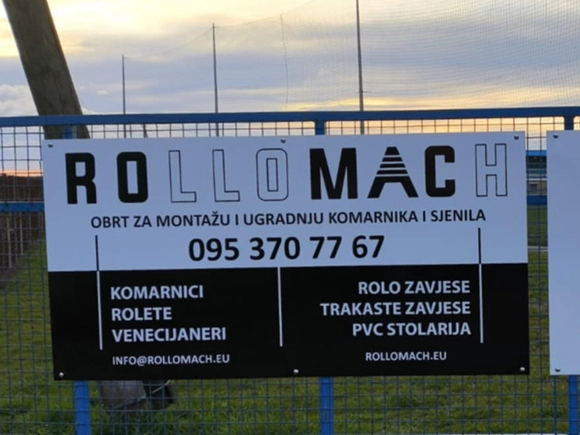 ROLLOMACH
OBRT ZA MONTAŽU I UGRADNJU KOMARNIKA I SJENILA
095 370 77 67
KOMARNICI
ROLETE
VENECIJANERI
INFO@ROLLOMACH.EU
ROLO ZAVJESE
TRAKASTE ZAVJESE
PVC STOLARIJA
ROLLOMACH.EU